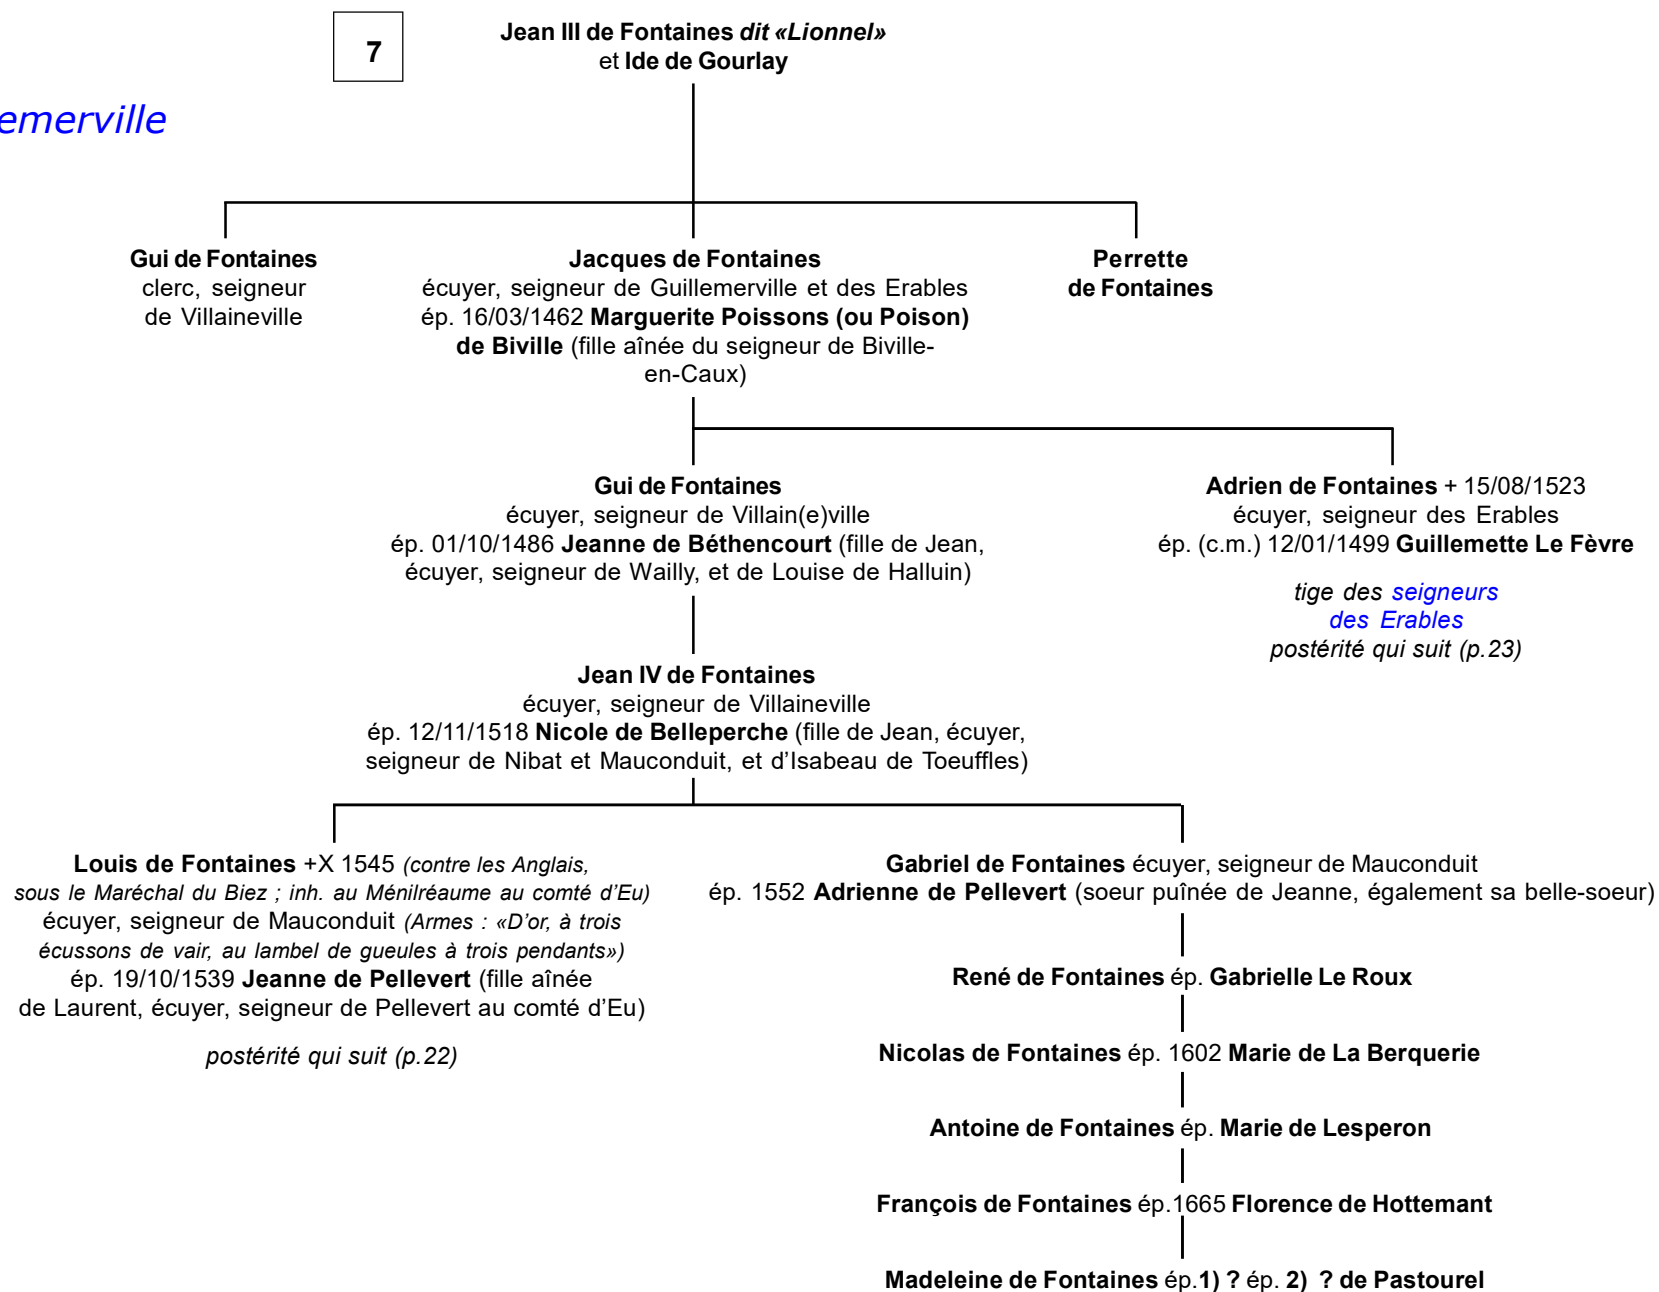 7
Jean III de Fontaines dit «Lionnel»
et Ide de Gourlay
emerville
Gui de Fontaines
clerc, seigneur
de Villaineville
Jacques de Fontaines
écuyer, seigneur de Guillemerville et des Erables
ép. 16/03/1462 Marguerite Poissons (ou Poison)
de Biville (fille aînée du seigneur de Biville-
en-Caux)
Perrette
de Fontaines
Gui de Fontaines
écuyer, seigneur de Villain(e)ville
ép. 01/10/1486 Jeanne de Béthencourt (fille de Jean,
écuyer, seigneur de Wailly, et de Louise de Halluin)
Adrien de Fontaines + 15/08/1523
écuyer, seigneur des Erables
ép. (c.m.) 12/01/1499 Guillemette Le Fèvre
tige des seigneurs
des Erables
postérité qui suit (p.23)
Jean IV de Fontaines
écuyer, seigneur de Villaineville
ép. 12/11/1518 Nicole de Belleperche (fille de Jean, écuyer,
seigneur de Nibat et Mauconduit, et d'Isabeau de Toeuffles)
Louis de Fontaines +X 1545 (contre les Anglais,
sous le Maréchal du Biez ; inh. au Ménilréaume au comté d'Eu)
écuyer, seigneur de Mauconduit (Armes : «D'or, à trois
écussons de vair, au lambel de gueules à trois pendants»)
ép. 19/10/1539 Jeanne de Pellevert (fille aînée
de Laurent, écuyer, seigneur de Pellevert au comté d'Eu)
postérité qui suit (p.22)
Gabriel de Fontaines écuyer, seigneur de Mauconduit
ép. 1552 Adrienne de Pellevert (soeur puînée de Jeanne, également sa belle-soeur)
René de Fontaines ép. Gabrielle Le Roux
Nicolas de Fontaines ép. 1602 Marie de La Berquerie
Antoine de Fontaines ép. Marie de Lesperon
François de Fontaines ép.1665 Florence de Hottemant
Madeleine de Fontaines ép.1) ? ép. 2) ? de Pastourel